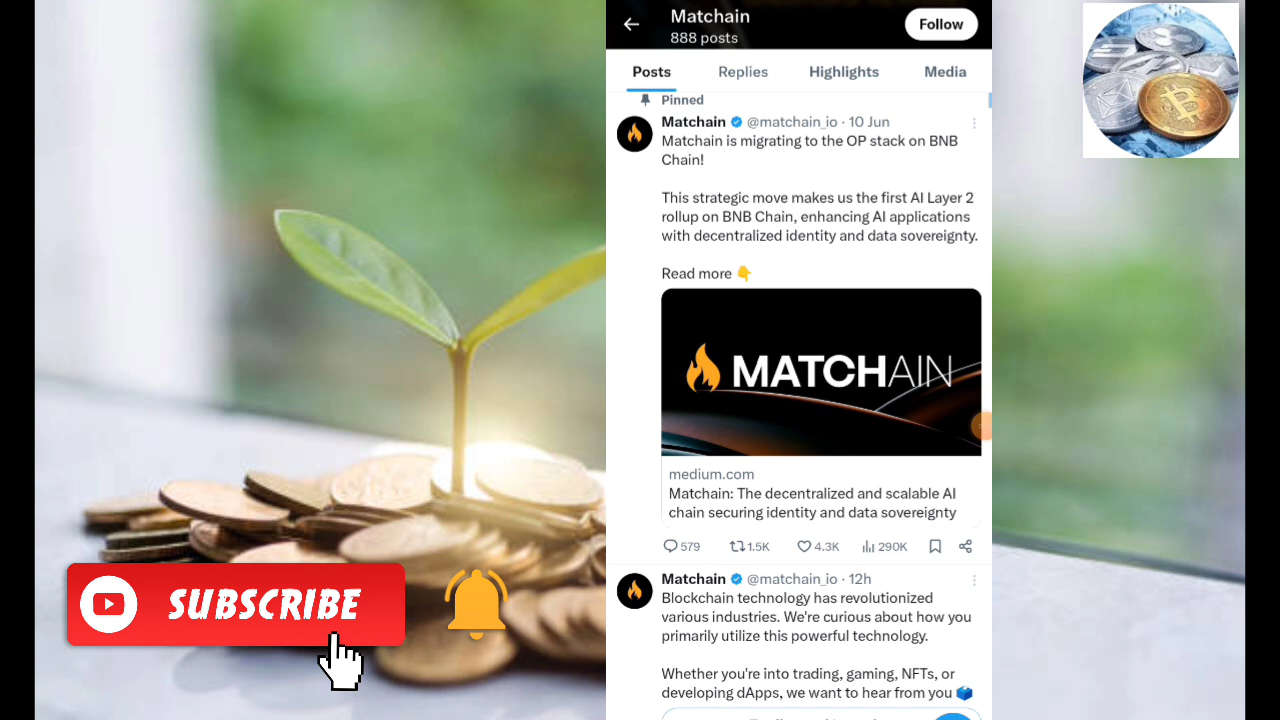 Matchain
888 posts
Follow
Posts Replies Highlights Media
Pinned
Matchain @matchain_io · 10 Jun
Matchain is migrating to the OP stack on BNB
Chain!
This strategic move makes us the first AI Layer 2
rollup on BNB Chain, enhancing AI applications
with decentralized identity and data sovereignty.
Read more 👇
MATCHAIN
medium.com
Matchain: The decentralized and scalable AI
chain securing identity and data sovereignty
579 1.5K 4.3K 290K
Matchain @matchain_io · 12h
Blockchain technology has revolutionized
various industries. We're curious about how you
primarily utilize this powerful technology.
Whether you're into trading, gaming, NFTs, or
developing dApps, we want to hear from you
SUBSCRIBE